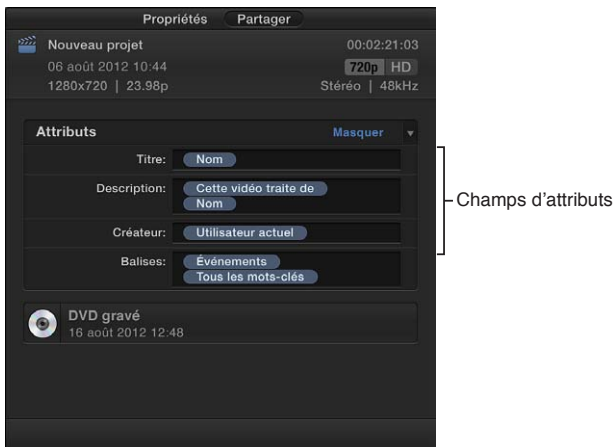 Propriétés Partager
Nouveau projet 00:02:21:03
06 août 2012 10:44 720p HD
1280x720 | 23.98p Stéréo | 48kHz
Attributs Masquer
Titre: Nom
Description: Cette vidéo traite de
Nom
Créateur: Utilisateur actuel
Balises: Événements
Tous les mots-clés
Champs d'attributs
DVD gravé
16 août 2012 12:48